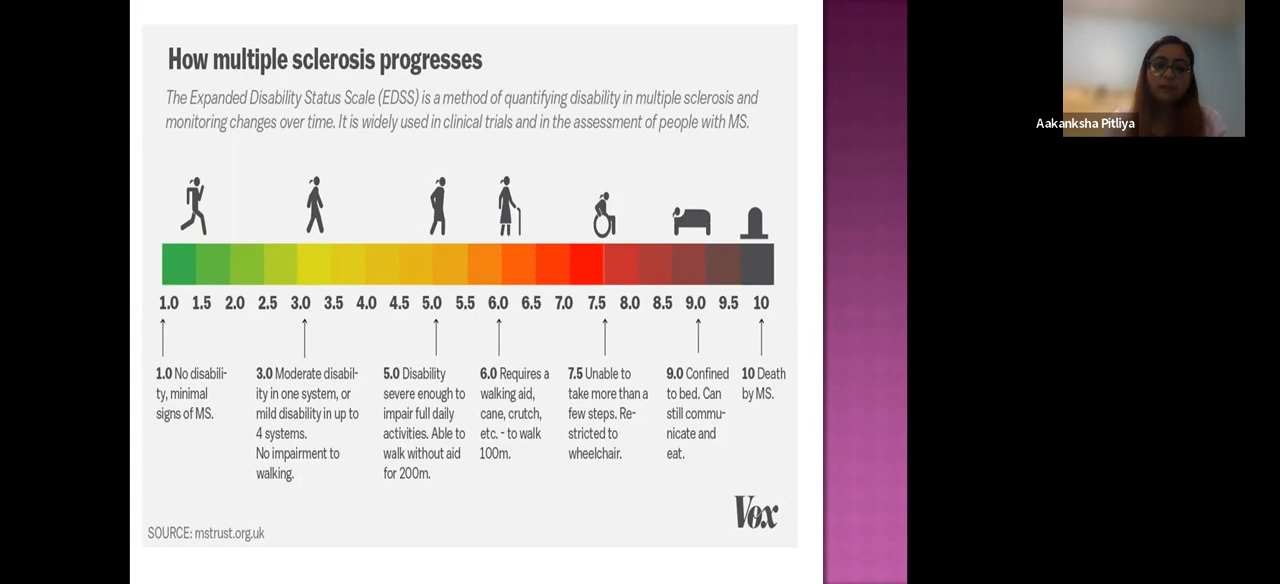 How multiple sclerosis progresses
The Expanded Disability Status Scale (EDSS) is a method of quantifying disability in multiple sclerosis and
monitoring changes over time. It is widely used in clinical trials and in the assessment of people with MS.
1.0 1.5 2.0 2.5 3.0 3.5 4.0 4.5 5.0 5.5 6.0 6.5 7.0 7.5 8.0 8.5 9.0 9.5 10
1.0 No disabili-
ty, minimal
signs of MS.
3.0 Moderate disabil-
ity in one system, or
mild disability in up to
4 systems.
No impairment to
walking.
5.0 Disability
severe enough to
impair full daily
activities. Able to
walk without aid
for 200m.
6.0 Requires a
walking aid,
cane, crutch,
etc. - to walk
100m.
7.5 Unable to
take more than a
few steps. Re-
stricted to
wheelchair.
9.0 Confined
to bed. Can
still commu-
nicate and
eat.
10 Death
by MS.
Vox
SOURCE: mstrust.org.uk
Aakanksha Pitliya